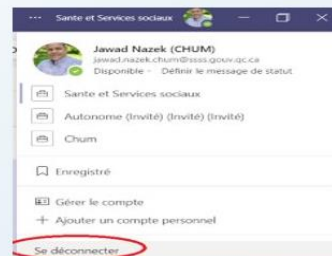 ... Sante et Services sociaux
Jawad Nazek (CHUM)
jawad.nazek.chum@ssss.gouv.qc.ca
Disponible - Définir le message de statut
Sante et Services sociaux
Autonome (Invité) (Invité) (Invité)
Chum
Enregistré
Gérer le compte
+ Ajouter un compte personnel
Se déconnecter